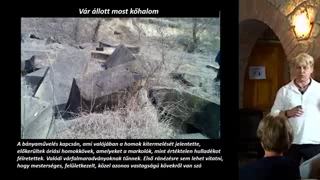 Vár állott most kőhalom
A bányaművelés kapcsán, ami valójában a homok kitermelését jelentette,
előkerültek óriási homokkövek, amelyeket a markolók, mint értéktelen hulladékot
félretettek. Valódi várfalmaradványoknak tűnnek. Első ránézésre sem lehet vitatni,
hogy mesterséges, felületkezelt, közel azonos vastagságú kövekről van szó